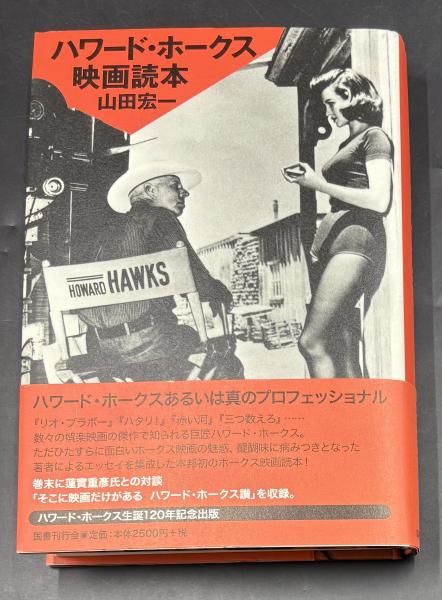 ハワード・ホークス
映画読本
山田宏一
HOWARD HAWKS
ハワード・ホークスあるいは真のプロフェッショナル
『リオ・ブラボー』『ハタリ!』『赤い河』『三つ数えろ』……
数々の娯楽映画の傑作で知られる巨匠ハワード・ホークス。
ただひたすらに面白いホークス映画の魅惑、醍醐味に病みつきとなった
著者によるエッセイを集成した本邦初のホークス映画読本!
巻末に蓮實重彦氏との対談
「そこに映画だけがある ハワード・ホークス讃」を収録。
ハワード・ホークス生誕120年記念出版
国書刊行会◉定価:本体2500円+税